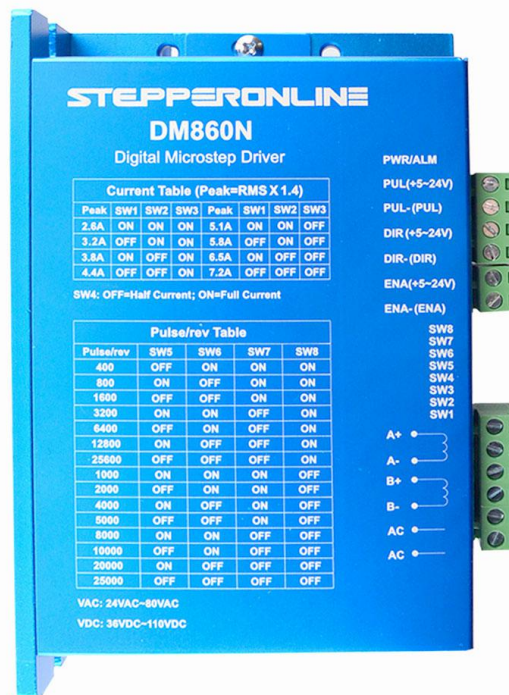 STEPPERONLINE
DM860N
Digital Microstep Driver
Current Table (Peak=RMS X 1.4)
Peak SW1 SW2 SW3 Peak SW1 SW2 SW3
2.6A ON ON ON 5.1A ON ON OFF
3.2A OFF ON ON 5.8A OFF ON OFF
3.8A ON OFF ON 6.5A ON OFF OFF
4.4A OFF OFF ON 7.2A OFF OFF OFF
SW4: OFF=Half Current; ON=Full Current
Pulse/rev Table
Pulse/rev SW5 SW6 SW7 SW8
400 OFF ON ON ON
800 ON OFF ON ON
1600 OFF OFF ON ON
3200 ON ON OFF ON
6400 OFF ON OFF ON
12800 ON OFF OFF ON
25600 OFF OFF OFF ON
1000 ON ON ON OFF
2000 OFF ON ON OFF
4000 ON OFF ON OFF
5000 OFF OFF ON OFF
8000 ON ON OFF OFF
10000 OFF ON OFF OFF
20000 ON OFF OFF OFF
25000 OFF OFF OFF OFF
VAC: 24VAC~80VAC
VDC: 36VDC~110VDC
PWR/ALM
PUL(+5~24V)
PUL-(PUL)
DIR(+5~24V)
DIR-(DIR)
ENA(+5~24V)
ENA-(ENA)
SW8
SW7
SW6
SW5
SW4
SW3
SW2
SW1
A+
A-
B+
B-
AC
AC